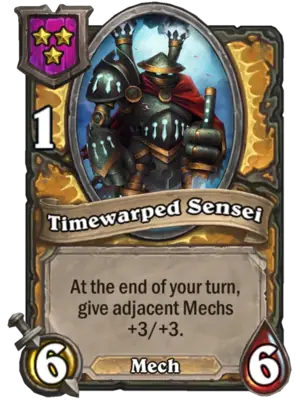 1
Timewarped Sensei
At the end of your turn,
give adjacent Mechs
+3/+3.
6
Mech
6